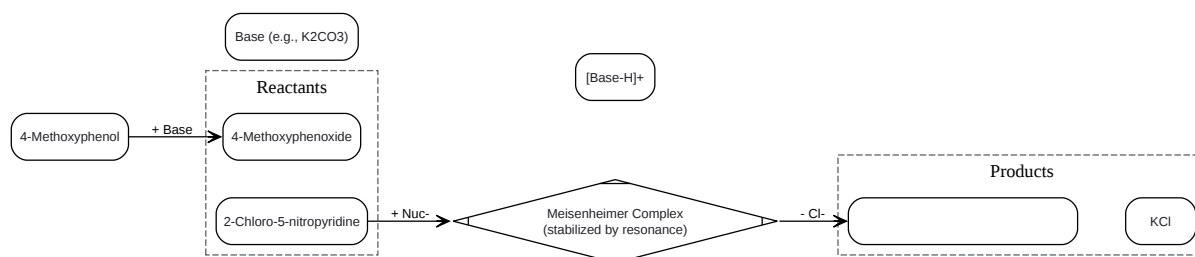 Base (e.g., K2CO3)
[Base-H]+
Reactants
4-Methoxyphenol
+ Base
4-Methoxyphenoxide
2-Chloro-5-nitropyridine
+ Nuc-
Meisenheimer Complex
(stabilized by resonance)
- Cl-
Products
KCl